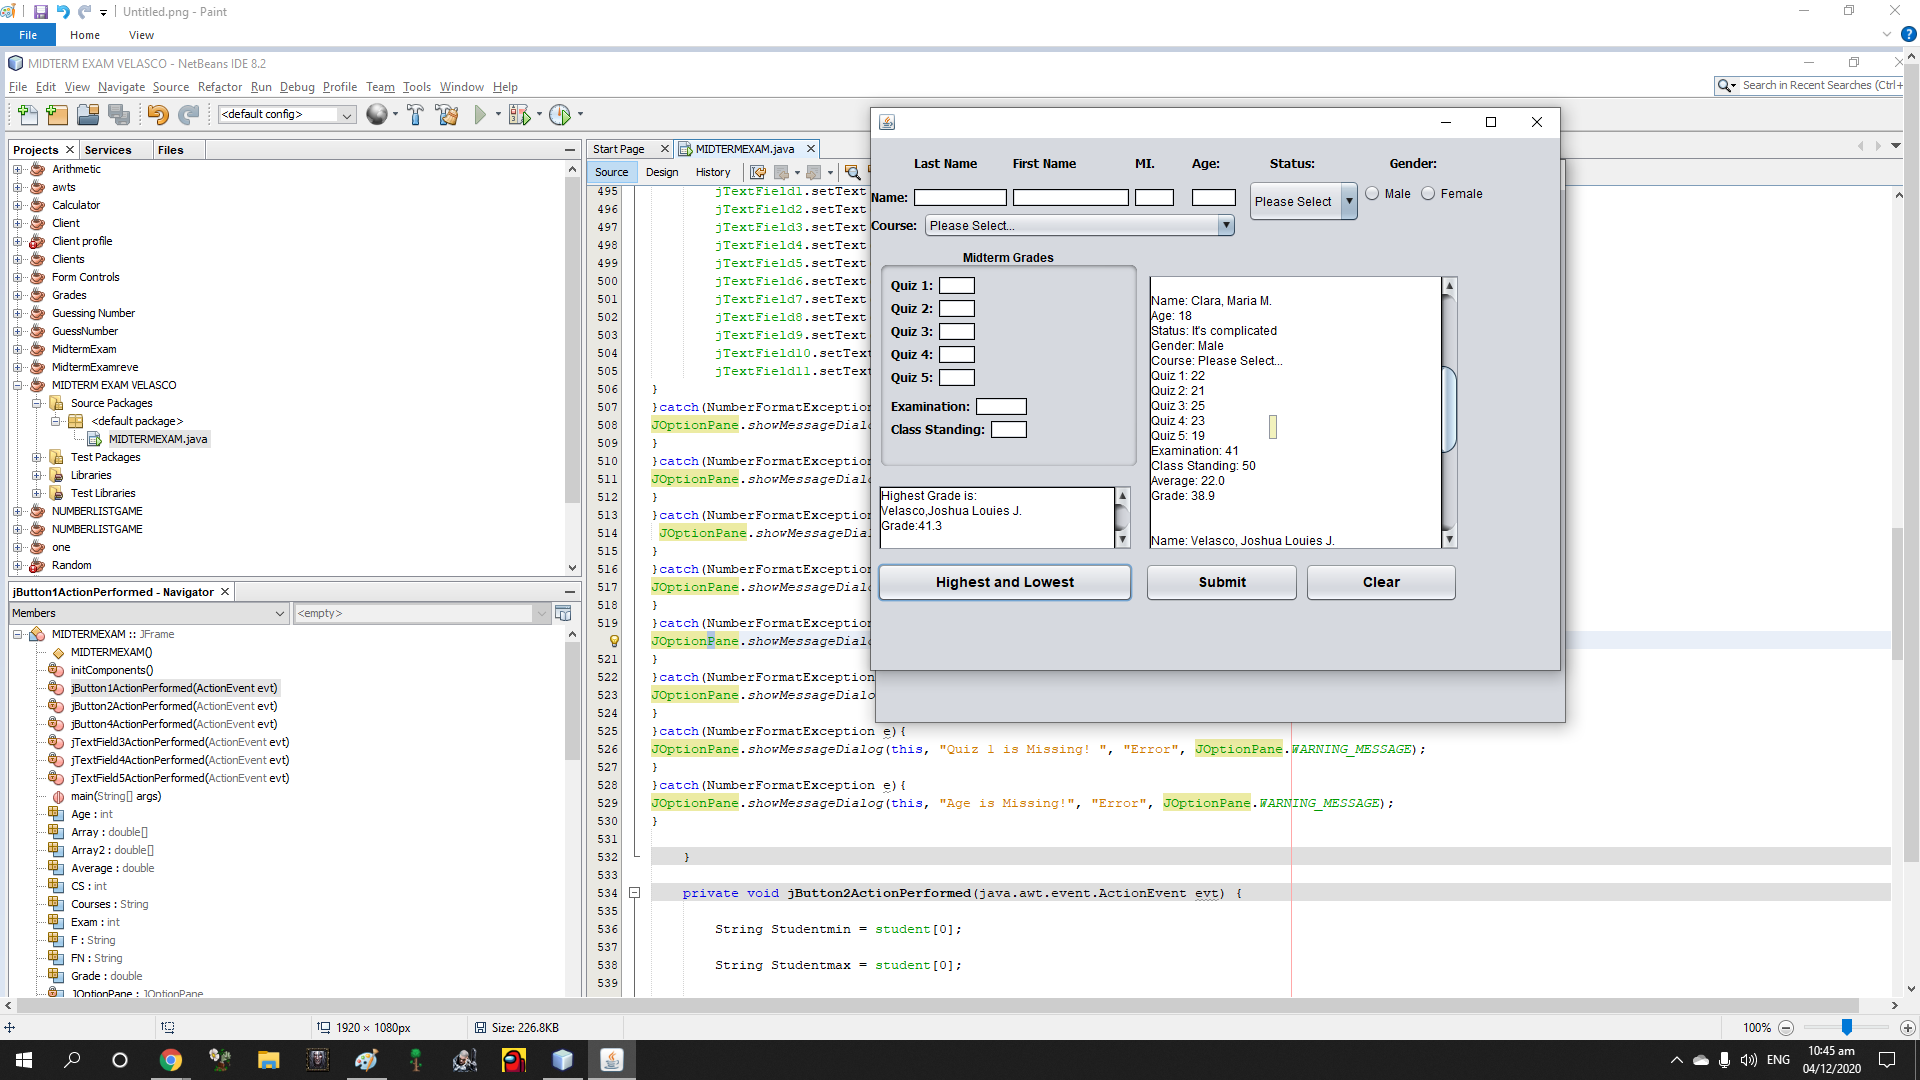 Untitled.png - Paint
File Home View
MIDTERM EXAM VELASCO - NetBeans IDE 8.2
File Edit View Navigate Source Refactor Run Debug Profile Team Tools Window Help
Search in Recent Searches (Ctrl+
<default config>
Projects Services Files
Arithmetic
awts
Calculator
Client
Client profile
Clients
Form Controls
Grades
Guessing Number
GuessNumber
MidtermExam
MidtermExamreve
MIDTERM EXAM VELASCO
Source Packages
<default package>
MIDTERMEXAM.java
Test Packages
Libraries
Test Libraries
NUMBERLISTGAME
NUMBERLISTGAME
one
Random
jButton1ActionPerformed - Navigator
Members <empty>
MIDTERMEXAM :: JFrame
MIDTERMEXAM()
initComponents()
jButton1ActionPerformed(ActionEvent evt)
jButton2ActionPerformed(ActionEvent evt)
jButton4ActionPerformed(ActionEvent evt)
jTextField3ActionPerformed(ActionEvent evt)
jTextField4ActionPerformed(ActionEvent evt)
jTextField5ActionPerformed(ActionEvent evt)
main(String[] args)
Age : int
Array : double[]
Array2 : double[]
Average : double
CS : int
Courses : String
Exam : int
F : String
FN : String
Grade : double
JOptionPane : JOptionPane
Start Page MIDTERMEXAM.java
Source Design History
495 jTextField1.setText
496 jTextField2.setText
497 jTextField3.setText
498 jTextField4.setText
499 jTextField5.setText
500 jTextField6.setText
501 jTextField7.setText
502 jTextField8.setText
503 jTextField9.setText
504 jTextField10.setText
505 jTextField11.setText
506 }
507 }catch(NumberFormatException
508 JOptionPane.showMessageDialo
509 }
510 }catch(NumberFormatException
511 JOptionPane.showMessageDialo
512 }
513 }catch(NumberFormatException
514 JOptionPane.showMessageDial
515 }
516 }catch(NumberFormatException
517 JOptionPane.showMessageDialo
518 }
519 }catch(NumberFormatException
JOptionPane.showMessageDialo
521 }
522 }catch(NumberFormatException
523 JOptionPane.showMessageDialo
524 }
525 }catch(NumberFormatException e){
526 JOptionPane.showMessageDialog(this, "Quiz 1 is Missing! ", "Error", JOptionPane.WARNING_MESSAGE);
527 }
528 }catch(NumberFormatException e){
529 JOptionPane.showMessageDialog(this, "Age is Missing!", "Error", JOptionPane.WARNING_MESSAGE);
530 }
531
532 }
533
534 private void jButton2ActionPerformed(java.awt.event.ActionEvent evt) {
535
536 String Studentmin = student[0];
537
538 String Studentmax = student[0];
539
Last Name First Name MI. Age: Status: Gender:
Name: Please Select Male Female
Course: Please Select...
Midterm Grades
Quiz 1:
Quiz 2:
Quiz 3:
Quiz 4:
Quiz 5:
Examination:
Class Standing:
Highest Grade is:
Velasco,Joshua Louies J.
Grade:41.3
Name: Clara, Maria M.
Age: 18
Status: It's complicated
Gender: Male
Course: Please Select...
Quiz 1: 22
Quiz 2: 21
Quiz 3: 25
Quiz 4: 23
Quiz 5: 19
Examination: 41
Class Standing: 50
Average: 22.0
Grade: 38.9
Name: Velasco, Joshua Louies J.
Highest and Lowest Submit Clear
1920 × 1080px Size: 226.8KB 100%
ENG 10:45 am
04/12/2020